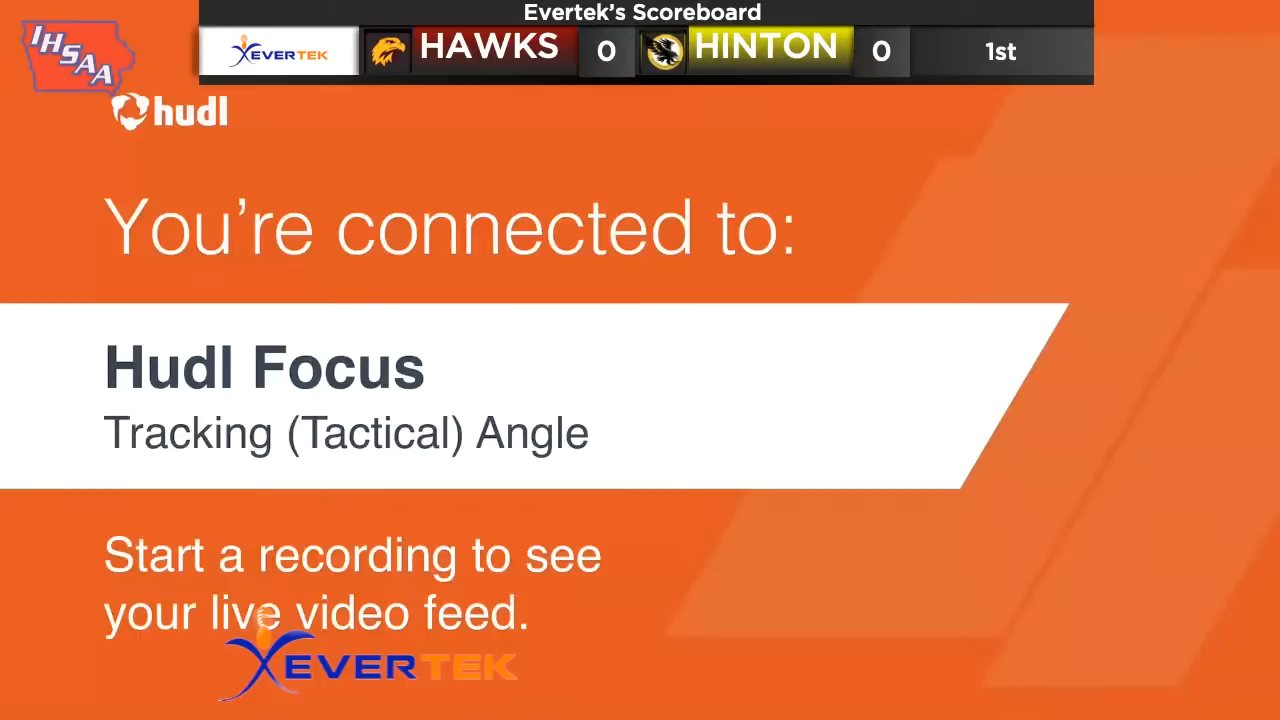 Evertek's Scoreboard
IHSAA
EVERTEK HAWKS 0 HINTON 0 1st
hudl
You're connected to:
Hudl Focus
Tracking (Tactical) Angle
Start a recording to see
your live video feed.
EVERTEK